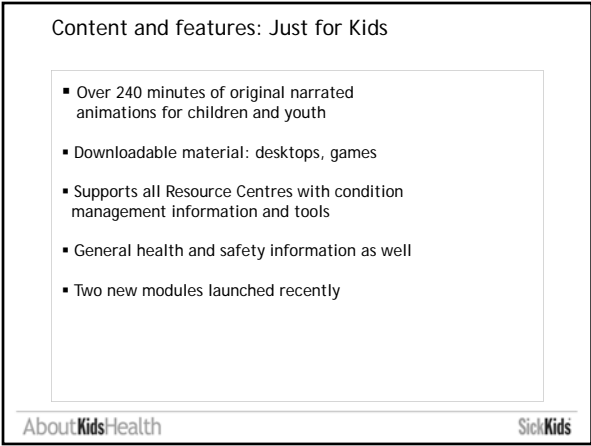 Content and features: Just for Kids
▪ Over 240 minutes of original narrated
animations for children and youth
▪ Downloadable material: desktops, games
▪ Supports all Resource Centres with condition
management information and tools
▪ General health and safety information as well
▪ Two new modules launched recently
AboutKidsHealth
SickKids